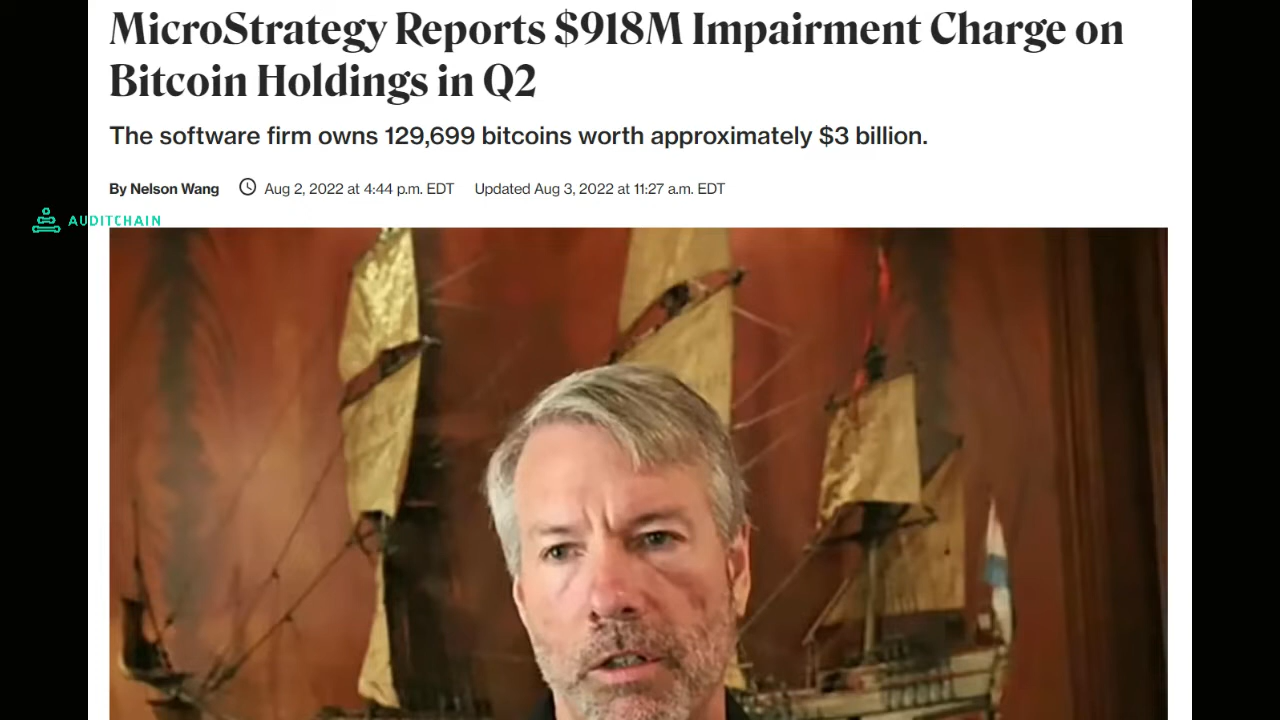 MicroStrategy Reports $918M Impairment Charge on
Bitcoin Holdings in Q2
The software firm owns 129,699 bitcoins worth approximately $3 billion.
By Nelson Wang Aug 2, 2022 at 4:44 p.m. EDT Updated Aug 3, 2022 at 11:27 a.m. EDT
AUDITCHAIN